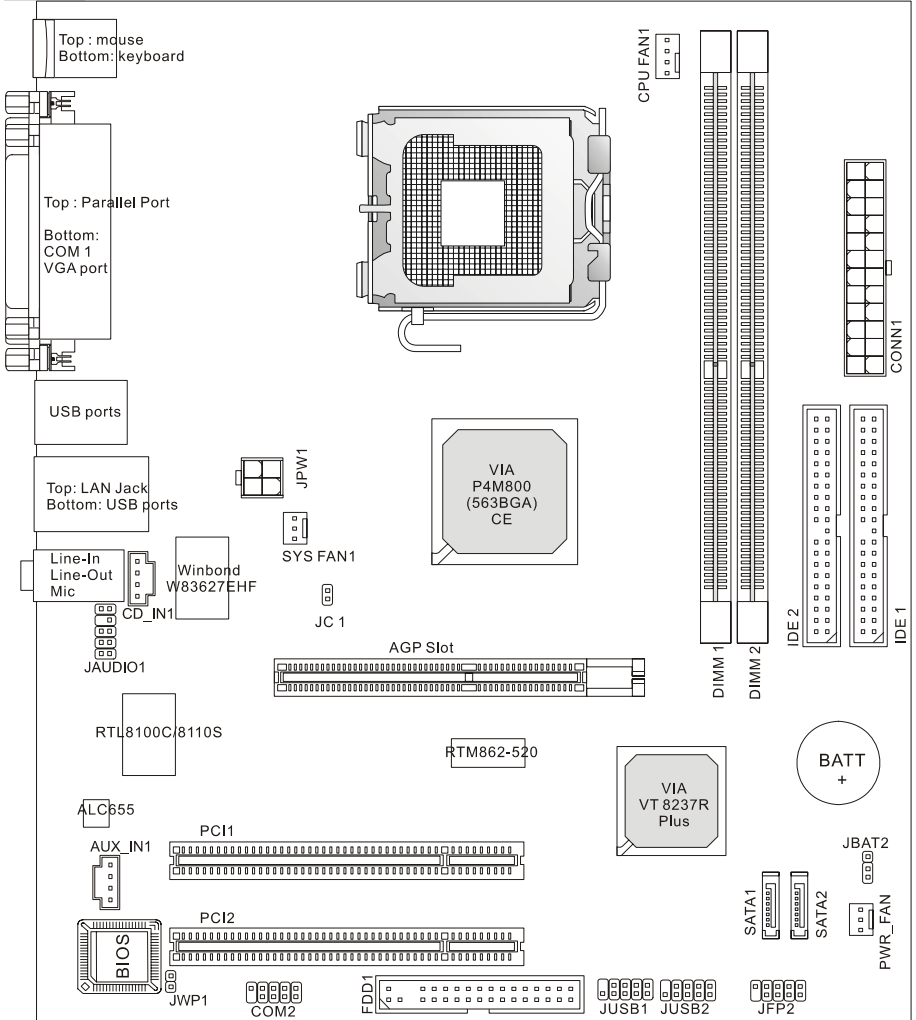 Top : mouse
Bottom: keyboard
CPU FAN1
Top : Parallel Port
Bottom:
COM 1
VGA port
CONN1
USB ports
VIA
P4M800
(563BGA)
CE
JPW1
Top: LAN Jack
Bottom: USB ports
SYS FAN1
Line-In
Line-Out
Mic
Winbond
W83627EHF
CD_IN1
JC 1
IDE 2
IDE 1
JAUDIO1
AGP Slot
DIMM 1
DIMM 2
RTL8100C/8110S
RTM862-520
BATT
+
VIA
VT 8237R
Plus
ALC655
PCI1
AUX_IN1
JBAT2
SATA1
SATA2
PCI2
PWR_FAN
BIOS
JWP1
COM2
FDD1
JUSB1
JUSB2
JFP2